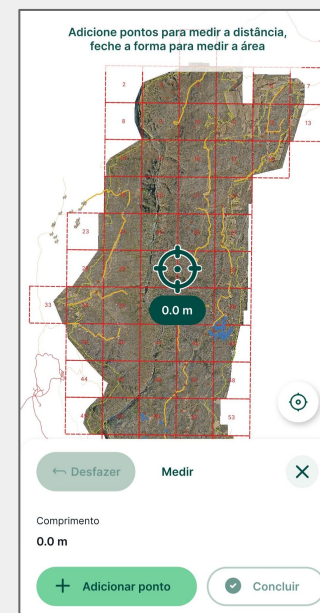 Adicione pontos para medir a distância,
feche a forma para medir a área
2
7
8
13
23
33
44
53
0.0 m
Desfazer
Medir
Comprimento
0.0 m
Adicionar ponto
Concluir